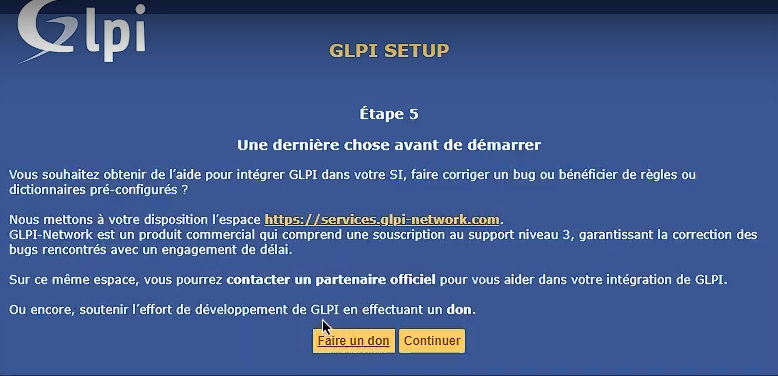 Glpi
GLPI SETUP
Étape 5
Une dernière chose avant de démarrer
Vous souhaitez obtenir de l'aide pour intégrer GLPI dans votre SI, faire corriger un bug ou bénéficier de règles ou
dictionnaires pré-configurés ?
Nous mettons à votre disposition l'espace https://services.glpi-network.com.
GLPI-Network est un produit commercial qui comprend une souscription au support niveau 3, garantissant la correction des
bugs rencontrés avec un engagement de délai.
Sur ce même espace, vous pourrez contacter un partenaire officiel pour vous aider dans votre intégration de GLPI.
Ou encore, soutenir l'effort de développement de GLPI en effectuant un don.
Faire un don Continuer